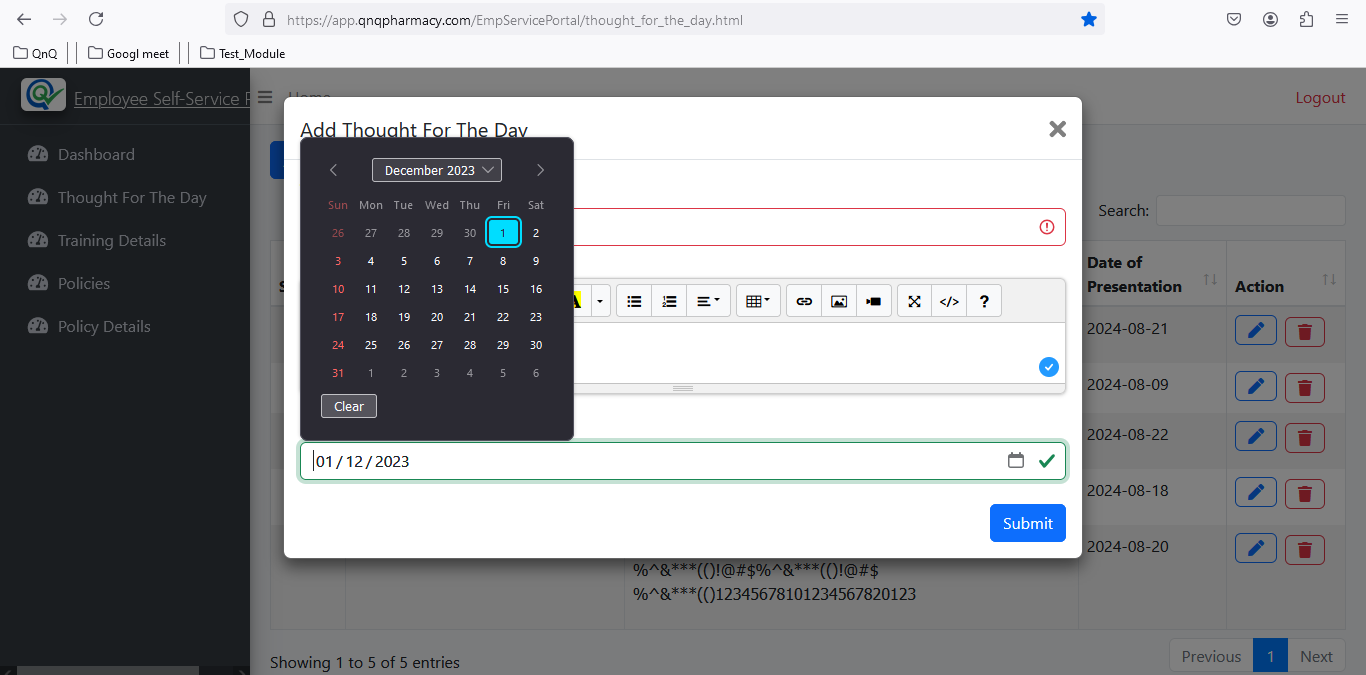 https://app.qnqpharmacy.com/EmpServicePortal/thought_for_the_day.html
QnQ
Googl meet
Test_Module
Employee Self-Service
Home
Logout
Dashboard
Thought For The Day
Training Details
Policies
Policy Details
Add Thought For The Day
December 2023
Sun Mon Tue Wed Thu Fri Sat
26 27 28 29 30 1 2
3 4 5 6 7 8 9
10 11 12 13 14 15 16
17 18 19 20 21 22 23
24 25 26 27 28 29 30
31 1 2 3 4 5 6
Clear
A
</>
?
01 / 12 / 2023
Submit
Search:
Date of
Presentation
Action
2024-08-21
2024-08-09
2024-08-22
2024-08-18
2024-08-20
%^&***(()!@#$%^&***(()!@#$
%^&***(()12345678101234567820123
Showing 1 to 5 of 5 entries
Previous 1 Next